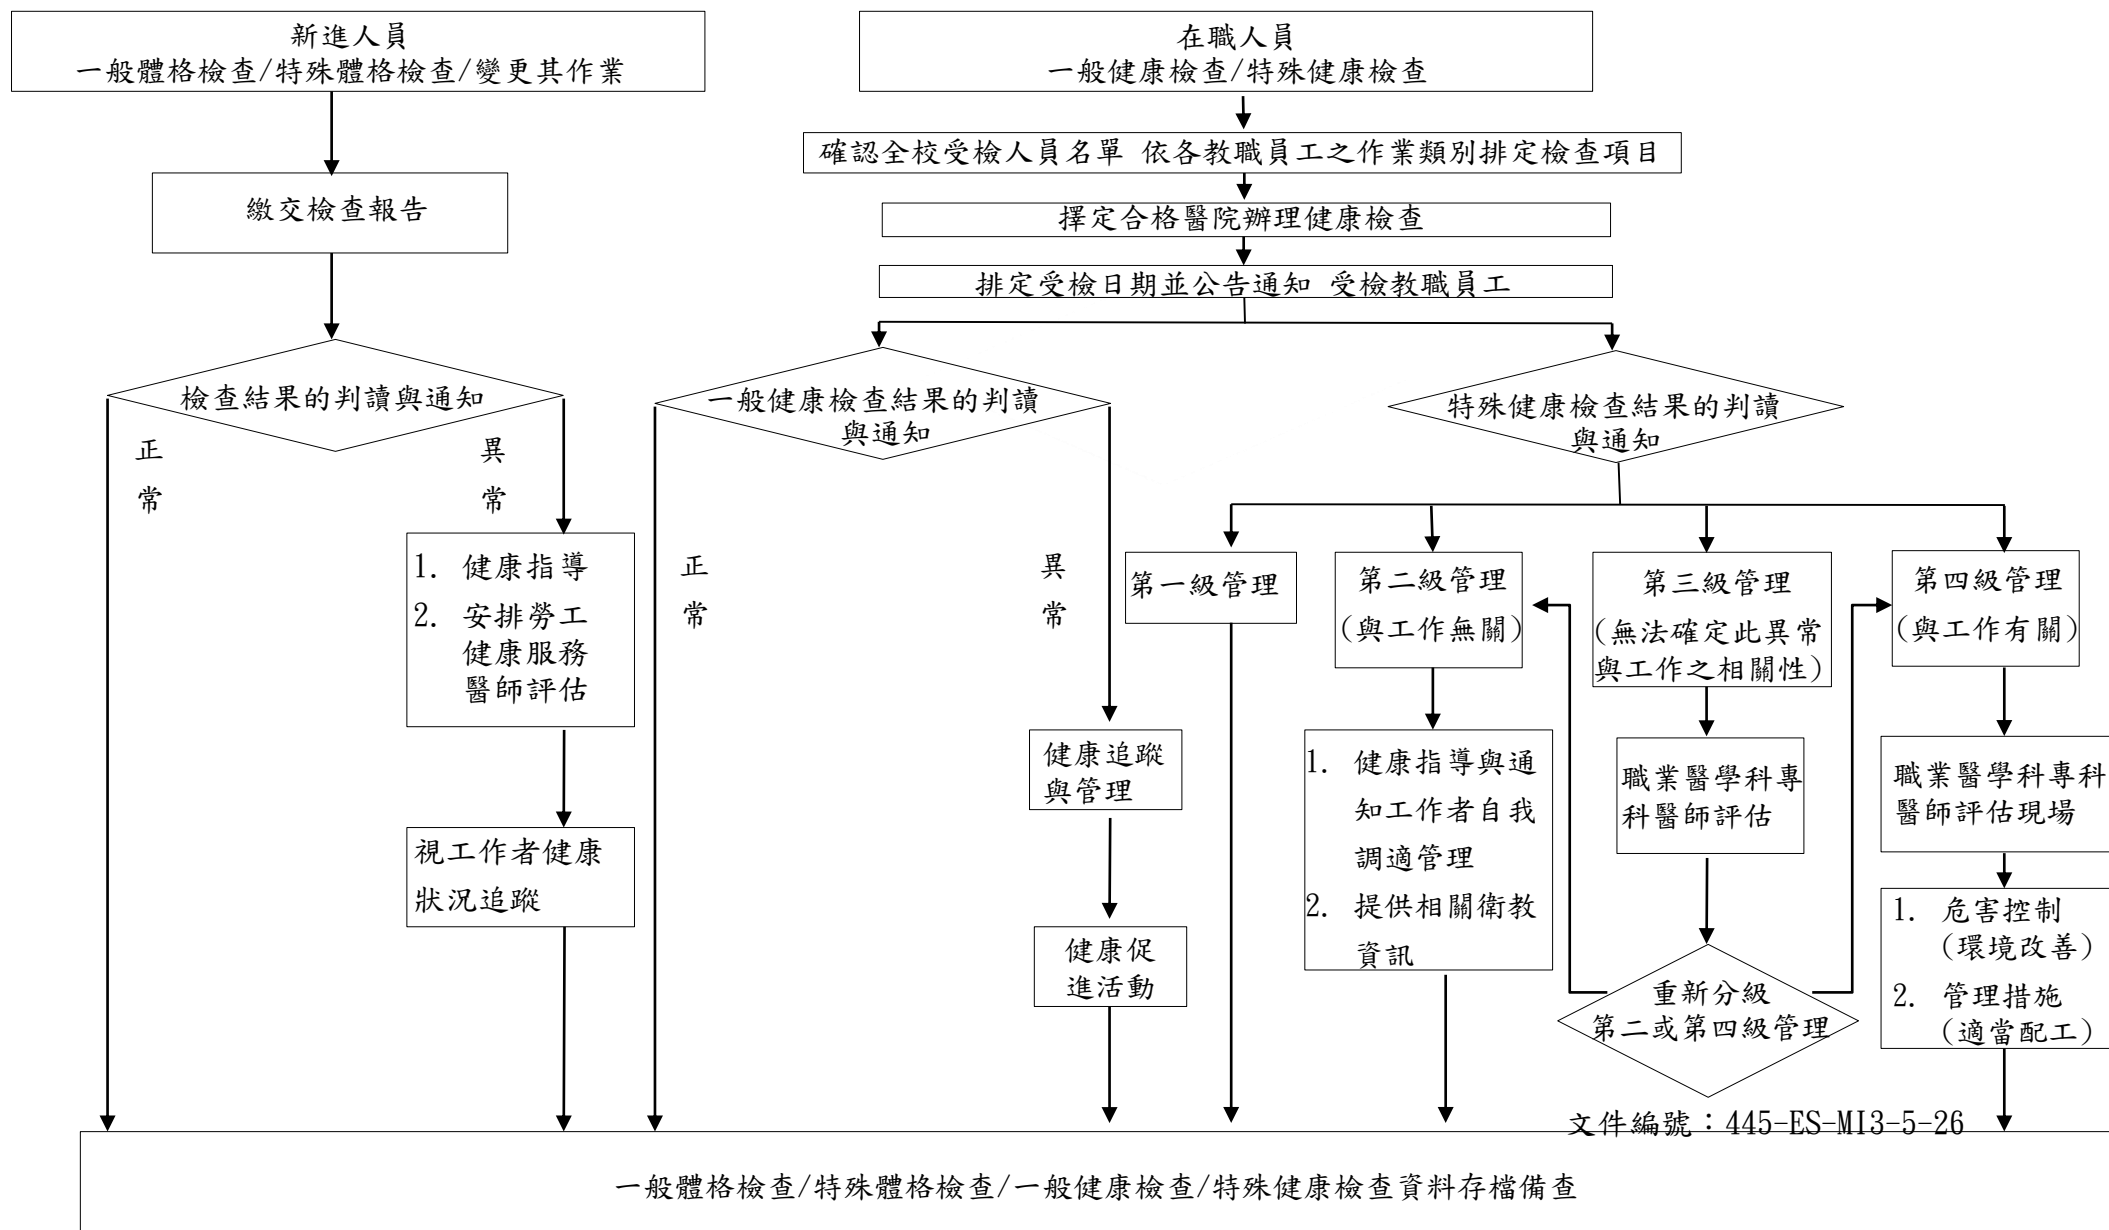 新進人員
一般體格檢查/特殊體格檢查/變更其作業
繳交檢查報告
檢查結果的判讀與通知
正
常
異
常
1. 健康指導
2. 安排勞工
健康服務
醫師評估
視工作者健康
狀況追蹤
在職人員
一般健康檢查/特殊健康檢查
確認全校受檢人員名單 依各教職員工之作業類別排定檢查項目
擇定合格醫院辦理健康檢查
排定受檢日期並公告通知 受檢教職員工
一般健康檢查結果的判讀
與通知
正
常
異
常
健康追蹤
與管理
健康促
進活動
特殊健康檢查結果的判讀
與通知
第一級管理
第二級管理
(與工作無關)
1. 健康指導與通
知工作者自我
調適管理
2. 提供相關衛教
資訊
第三級管理
(無法確定此異常
與工作之相關性)
職業醫學科專
科醫師評估
重新分級
第二或第四級管理
第四級管理
(與工作有關)
職業醫學科專科
醫師評估現場
1. 危害控制
(環境改善)
2. 管理措施
(適當配工)
文件編號：445-ES-MI3-5-26
一般體格檢查/特殊體格檢查/一般健康檢查/特殊健康檢查資料存檔備查